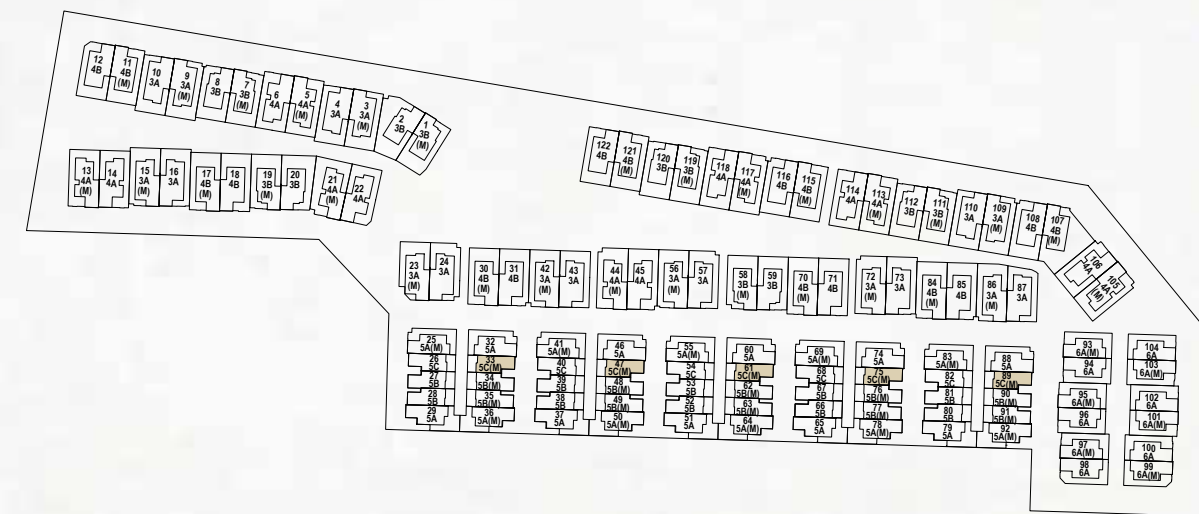 12
4B
11
4B
(M)
10
3A
9
3A
(M)
8
3B
7
3B
(M)
6
4A
5
4A
(M)
4
3A
3
3A
(M)
2
3B
1
3B
(M)
13
4A
(M)
14
4A
15
3A
(M)
16
3A
17
4B
(M)
18
4B
19
3B
(M)
20
3B
21
4A
(M)
22
4A
122
4B
121
4B
(M)
120
3B
119
3B
(M)
118
4A
117
4A
(M)
116
4B
115
4B
(M)
114
4A
113
4A
(M)
112
3B
111
3B
(M)
110
3A
109
3A
(M)
108
4B
107
4B
(M)
106
4A
105
4A
(M)
23
3A
(M)
24
3A
30
4B
(M)
31
4B
42
3A
(M)
43
3A
44
4A
(M)
45
4A
56
3A
(M)
57
3A
58
3B
(M)
59
3B
70
4B
(M)
71
4B
72
3A
(M)
73
3A
84
4B
(M)
85
4B
86
3A
(M)
87
3A
25
5A(M)
26
5C
27
5B
28
5B
29
5A
32
5A
33
5C(M)
34
5B(M)
35
5B(M)
36
5A(M)
41
5A(M)
40
5C
39
5B
38
5B
37
5A
46
5A
47
5C(M)
48
5B(M)
49
5B(M)
50
5A(M)
55
5A(M)
54
5C
53
5B
52
5B
51
5A
60
5A
61
5C(M)
62
5B(M)
63
5B(M)
64
5A(M)
69
5A(M)
68
5C
67
5B
66
5B
65
5A
74
5A
75
5C(M)
76
5B(M)
77
5B(M)
78
5A(M)
83
5A(M)
82
5C
81
5B
80
5B
79
5A
88
5A
89
5C(M)
90
5B(M)
91
5B(M)
92
5A(M)
93
6A(M)
94
6A
95
6A(M)
96
6A
97
6A(M)
98
6A
104
6A
103
6A(M)
102
6A
101
6A(M)
100
6A
99
6A(M)